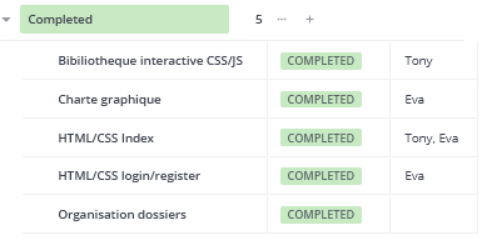 Completed 5 ... +
Bibiliotheque interactive CSS/JS COMPLETED Tony
Charte graphique COMPLETED Eva
HTML/CSS Index COMPLETED Tony, Eva
HTML/CSS login/register COMPLETED Eva
Organisation dossiers COMPLETED